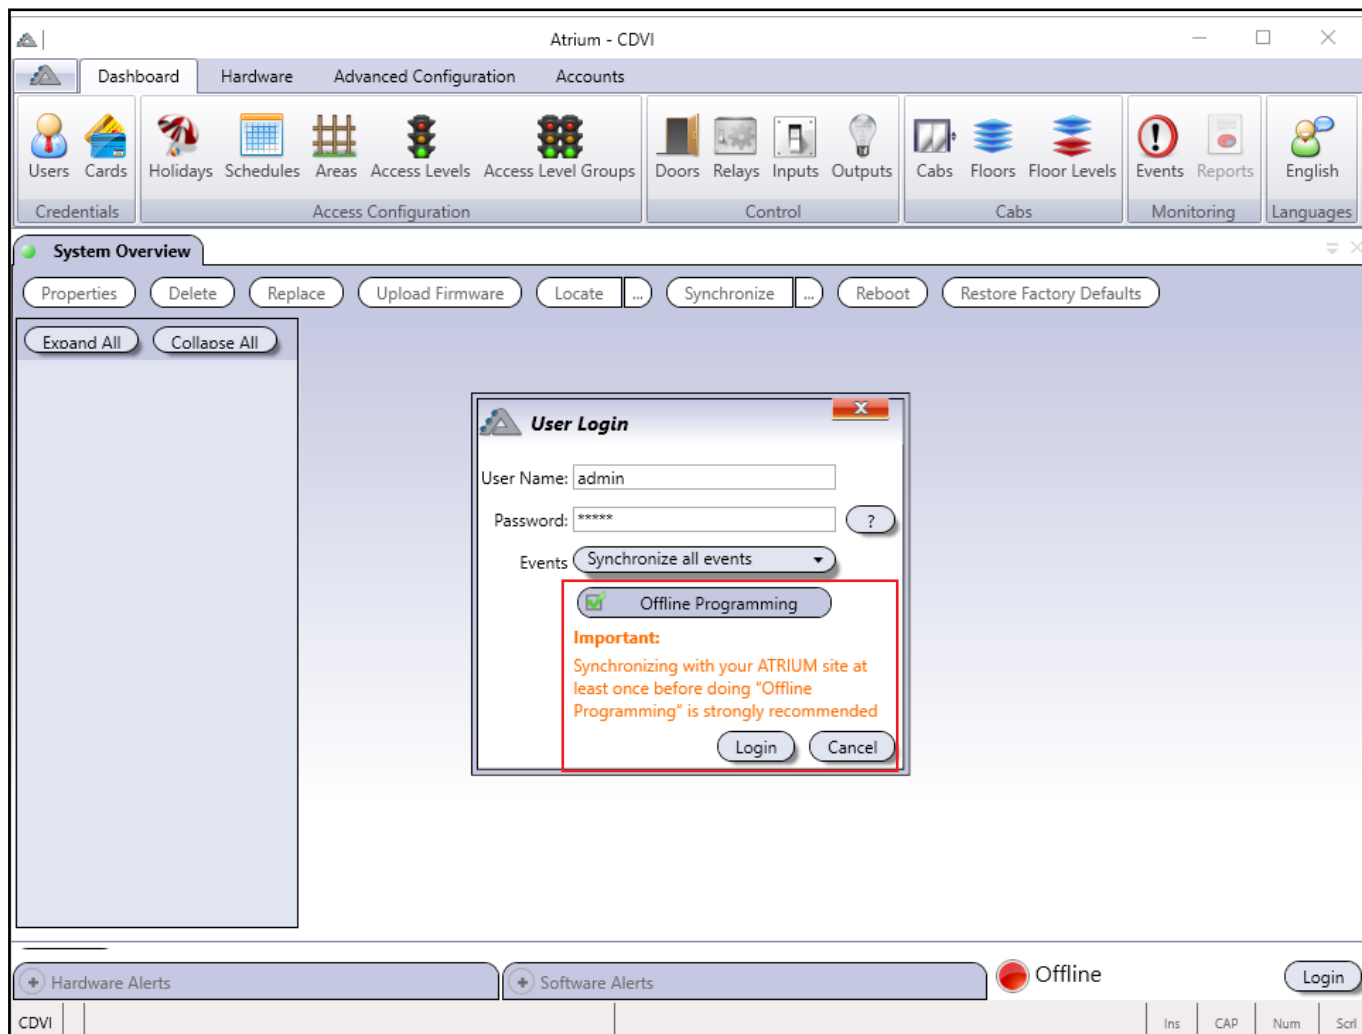 Atrium - CDVI
Dashboard Hardware Advanced Configuration Accounts
Users Cards Holidays Schedules Areas Access Levels Access Level Groups Doors Relays Inputs Outputs Cabs Floors Floor Levels Events Reports English
Credentials Access Configuration Control Cabs Monitoring Languages
System Overview
Properties Delete Replace Upload Firmware Locate ... Synchronize ... Reboot Restore Factory Defaults
Expand All Collapse All
User Login
User Name: admin
Password: ***** ?
Events Synchronize all events
Offline Programming
Important:
Synchronizing with your ATRIUM site at
least once before doing "Offline
Programming" is strongly recommended
Login Cancel
Hardware Alerts Software Alerts Offline Login
CDVI Ins CAP Num Scrl